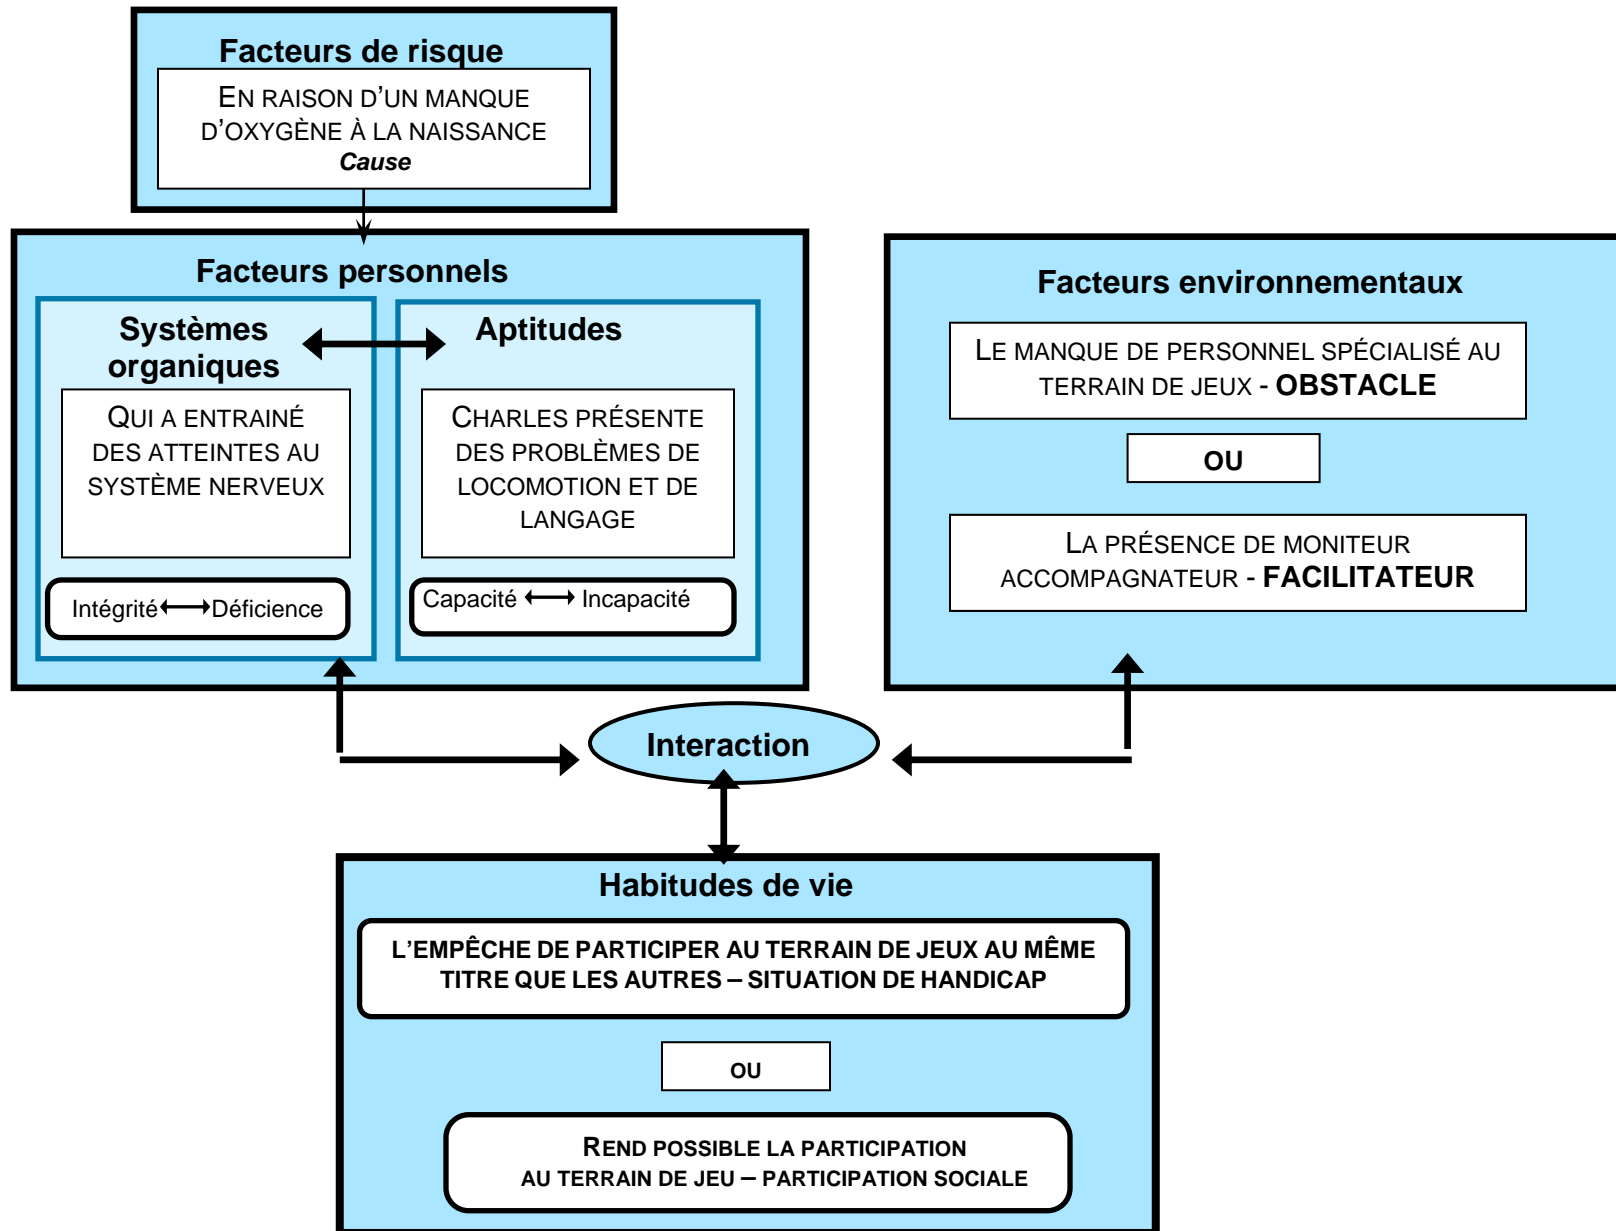 Facteurs de risque
EN RAISON D'UN MANQUE
D'OXYGÈNE À LA NAISSANCE
Cause
Facteurs personnels
Systèmes
organiques
QUI A ENTRAINÉ
DES ATTEINTES AU
SYSTÈME NERVEUX
Intégrité Déficience
Aptitudes
CHARLES PRÉSENTE
DES PROBLÈMES DE
LOCOMOTION ET DE
LANGAGE
Capacité Incapacité
Facteurs environnementaux
LE MANQUE DE PERSONNEL SPÉCIALISÉ AU
TERRAIN DE JEUX - OBSTACLE
OU
LA PRÉSENCE DE MONITEUR
ACCOMPAGNATEUR - FACILITATEUR
Interaction
Habitudes de vie
L'EMPÊCHE DE PARTICIPER AU TERRAIN DE JEUX AU MÊME
TITRE QUE LES AUTRES – SITUATION DE HANDICAP
OU
REND POSSIBLE LA PARTICIPATION
AU TERRAIN DE JEU – PARTICIPATION SOCIALE